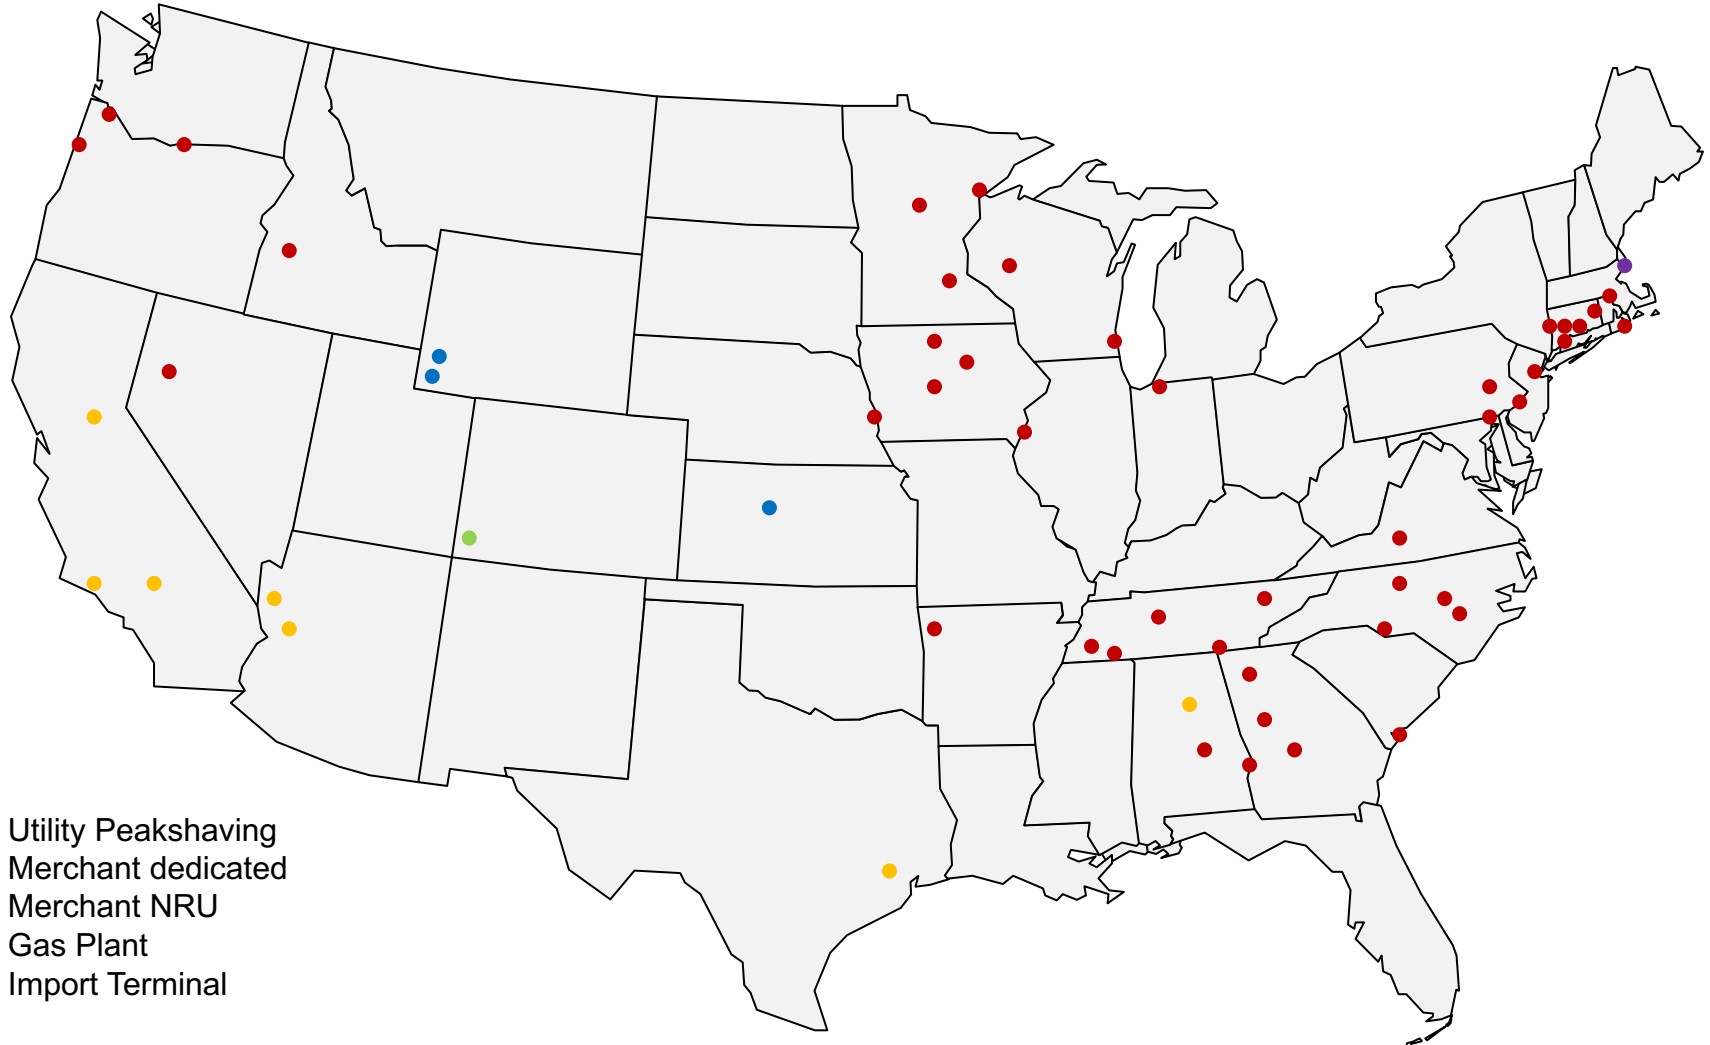 Utility Peakshaving
Merchant dedicated
Merchant NRU
Gas Plant
Import Terminal